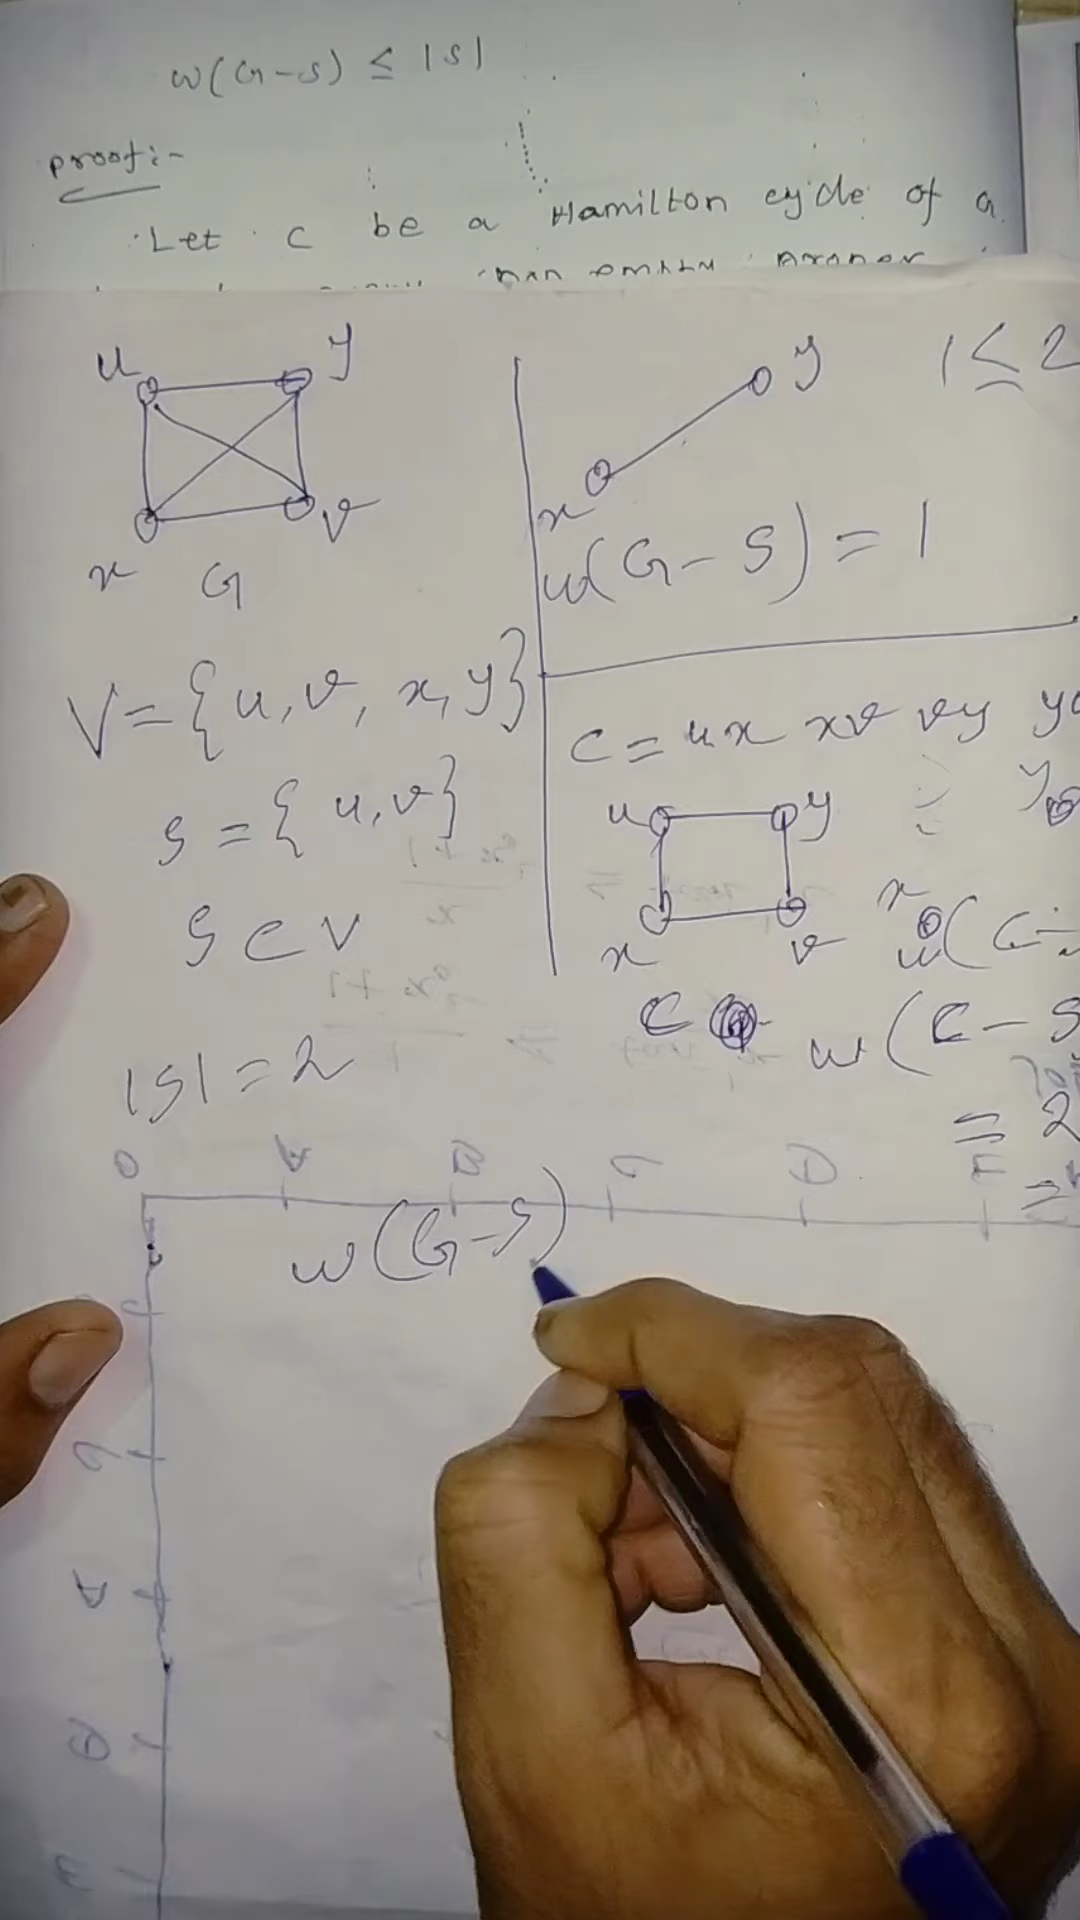 w(G-S) ≤ |S|
proof:-
Let C be a Hamilton cycle of G
u y
x v
G
V = {u, v, x, y}
S = {u, v}
S ⊂ V
|S| = 2
y 1 ≤ 2
x
w(G-S) = 1
C = ux xv vy
u y
x v
C
y
x
w(C-S
= 2
w(G-S)